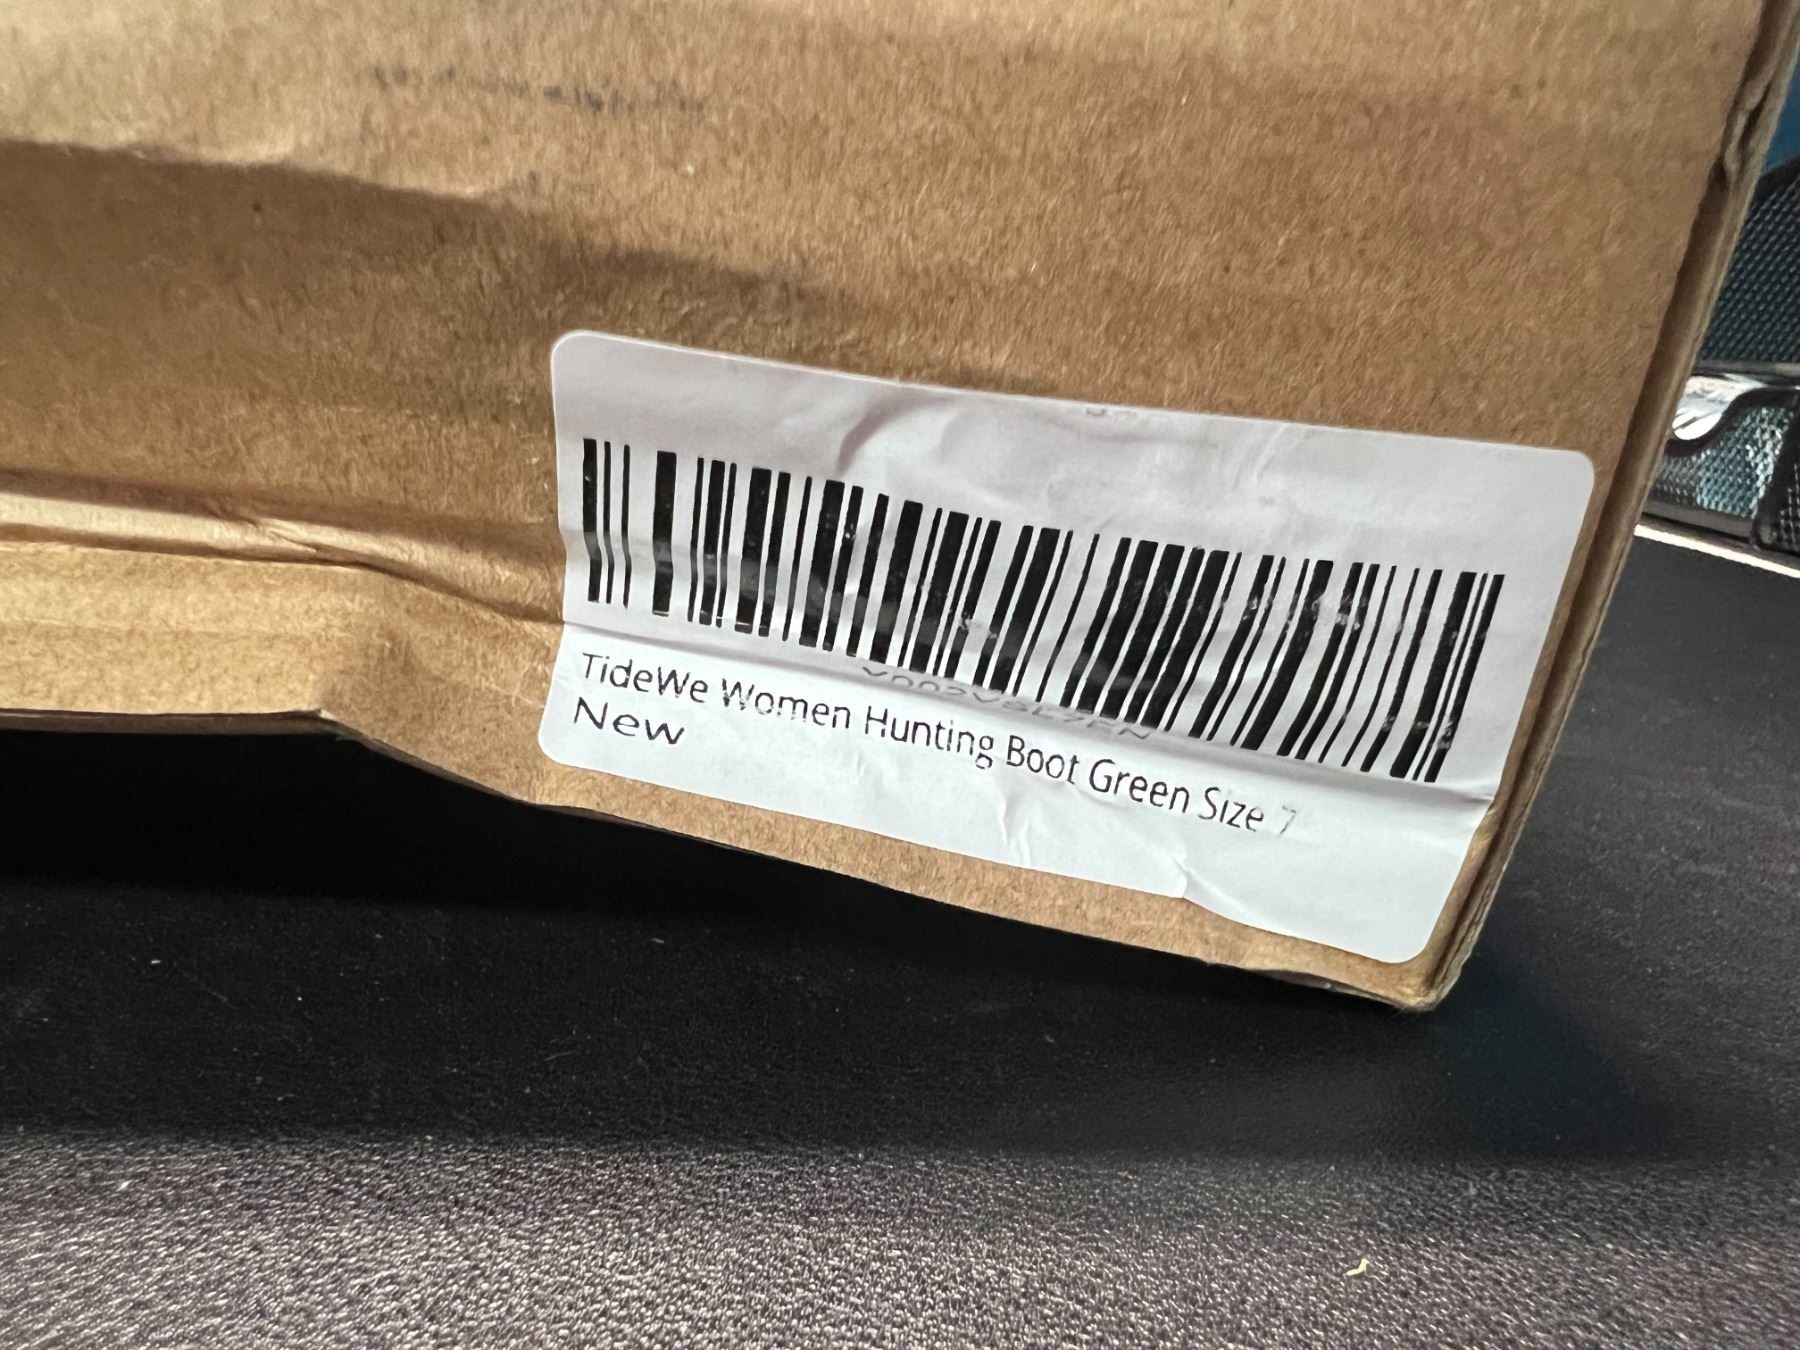 TideWe Women Hunting Boot Green Size 7
New